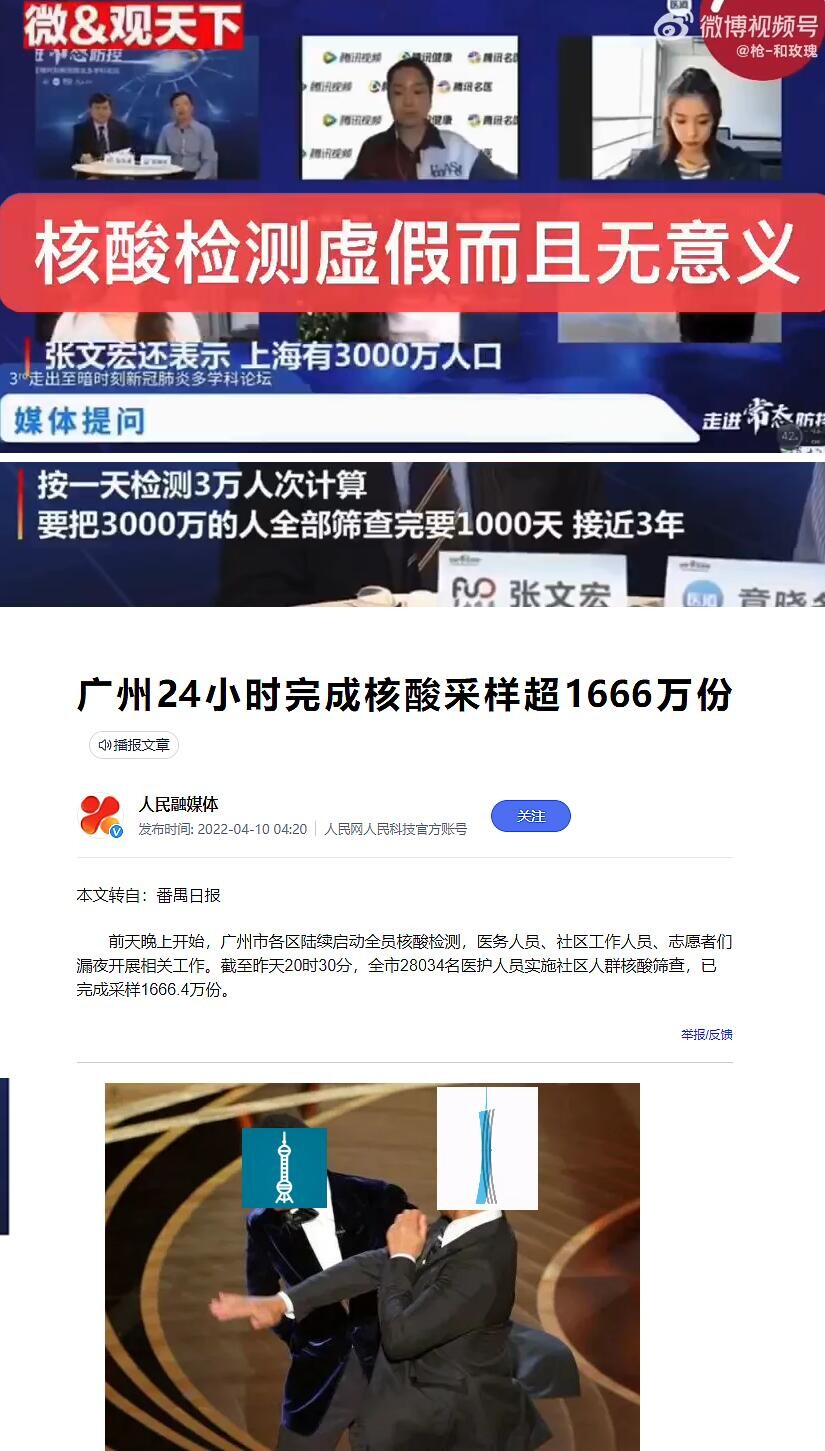 微&观天下
微博视频号
@枪-和玫瑰
核酸检测虚假而且无意义
张文宏还表示 上海有3000万人口
走出至暗时刻新冠肺炎多学科论坛
媒体提问
走进常态防控
按一天检测3万人次计算
要把3000万的人全部筛查完要1000天 接近3年
张文宏
广州24小时完成核酸采样超1666万份
播报文章
人民融媒体
发布时间: 2022-04-10 04:20
人民网人民科技官方账号
关注
本文转自：番禺日报
前天晚上开始，广州市各区陆续启动全员核酸检测，医务人员、社区工作人员、志愿者们
漏夜开展相关工作。截至昨天20时30分，全市28034名医护人员实施社区人群核酸筛查，已
完成采样1666.4万份。
举报/反馈